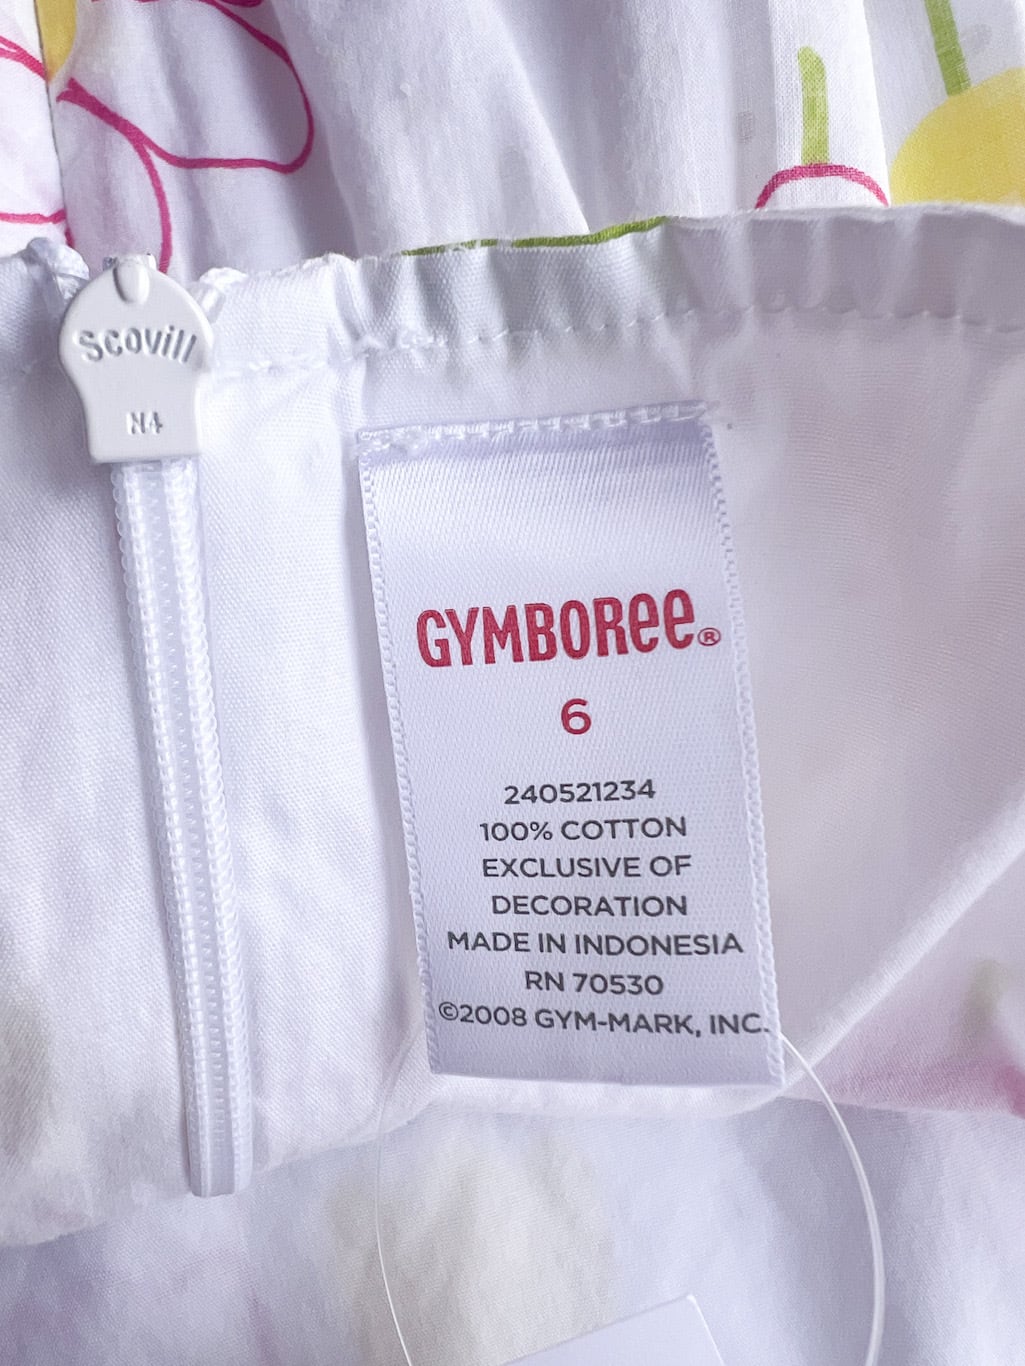 Scovill
N4
GYMBOREE®
6
240521234
100% COTTON
EXCLUSIVE OF
DECORATION
MADE IN INDONESIA
RN 70530
©2008 GYM-MARK, INC.